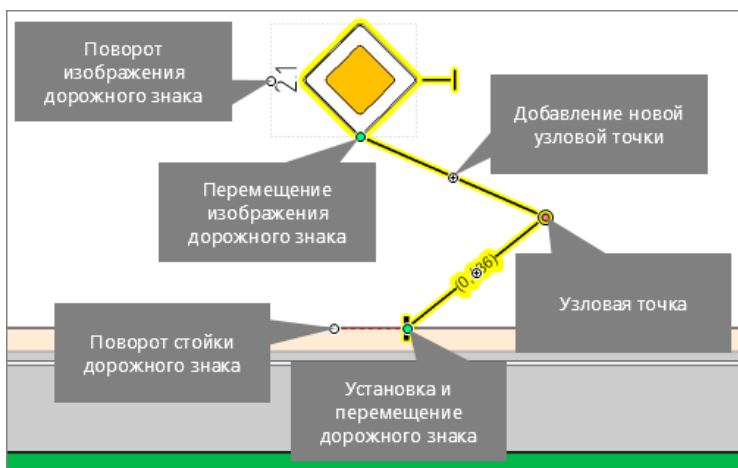 Поворот
изображения
дорожного знака
21
Добавление новой
узловой точки
Перемещение
изображения
дорожного знака
Узловая точка
Поворот стойки
дорожного знака
Установка и
перемещение
дорожного знака